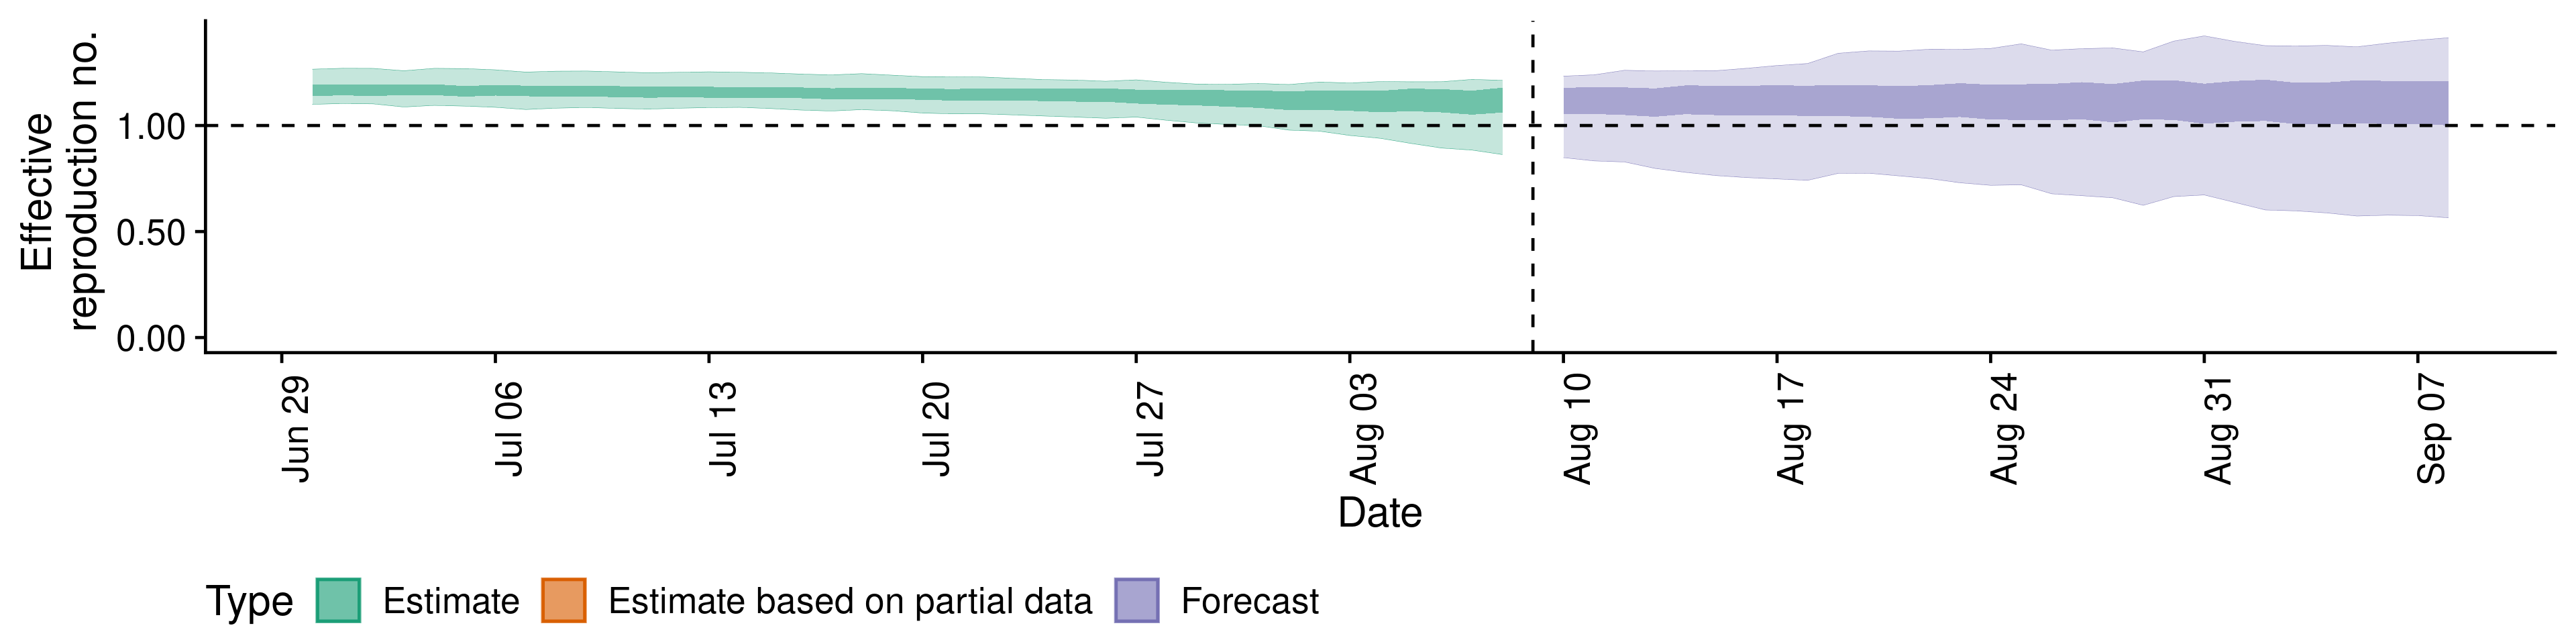 Effective
reproduction no.
1.00
0.50
0.00
Jun 29
Jul 06
Jul 13
Jul 20
Jul 27
Aug 03
Aug 10
Aug 17
Aug 24
Aug 31
Sep 07
Date
Type Estimate Estimate based on partial data Forecast